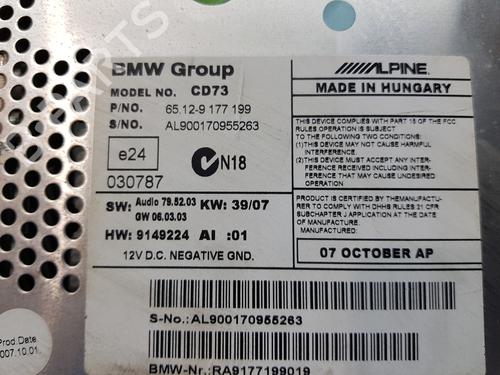 BMW Group
MODEL NO. CD73
P/NO. 65.12-9 177 199
S/NO. AL900170955263
e24
N18
030787
SW: Audio 79.52.03 KW: 39/07
GW 06.03.03
HW: 9149224 AI :01
12V D.C. NEGATIVE GND.
ALPINE
MADE IN HUNGARY
THIS DEVICE COMPLIES WITH PART 15 OF THE FCC
RULES.OPERATION IS SUBJECT
TO THE FOLLOWING TWO CONDITIONS:
(1)THIS DEVICE MAY NOT CAUSE HARMFUL
INTERFERENCE.
(2)THIS DEVICE MUST ACCEPT ANY INTER-
FERENCE RECEIVED INCLUDING INTER-
FERENCE THAT MAY CAUSE UNDESIRED
OPERATION
PRODUCT IS CERTIFIED BY THEMANUFACTU-
RER TO COMPLY WITH DHHS RULES 21 CFR
SUBCHAPTER J APPLICATION AT THE DATE
OF MANUFACTURE.
MANUFACTURED:
07 OCTOBER AP
S-No.:AL900170955263
BMW-Nr.:RA9177199019
Prod.Date
007.10.01